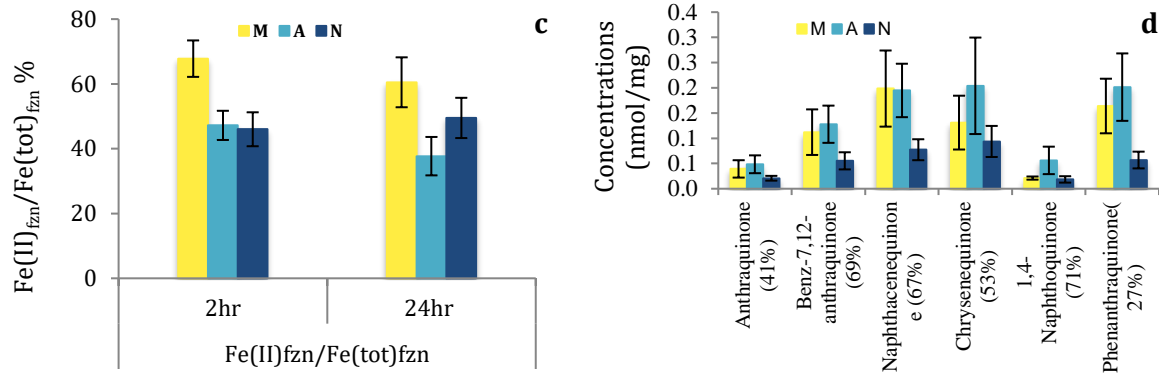 c
M A N
Fe(II)fzn/Fe(tot)fzn %
80
60
40
20
0
2hr 24hr
Fe(II)fzn/Fe(tot)fzn
d
M A N
Concentrations
(nmol/mg)
0.4
0.3
0.3
0.2
0.2
0.1
0.1
0.0
Anthraquinone
(41%)
Benz-7,12-
anthraquinone
(69%)
Naphthacenequinon
e (67%)
Chrysenequinone
(53%)
1,4-
Naphthoquinone
(71%)
Phenanthraquinone(
27%)